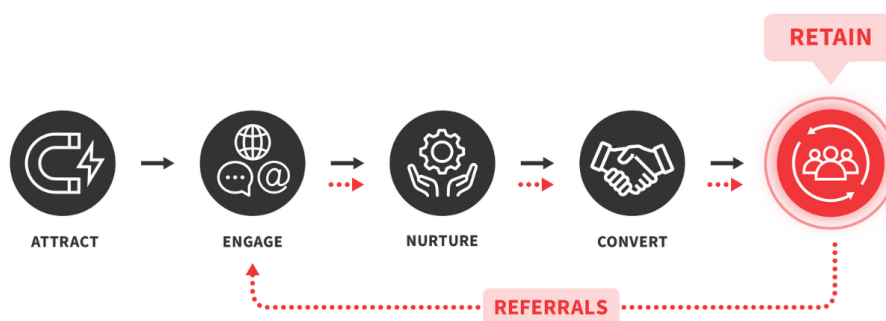 RETAIN
@
ATTRACT
ENGAGE
NURTURE
CONVERT
REFERRALS